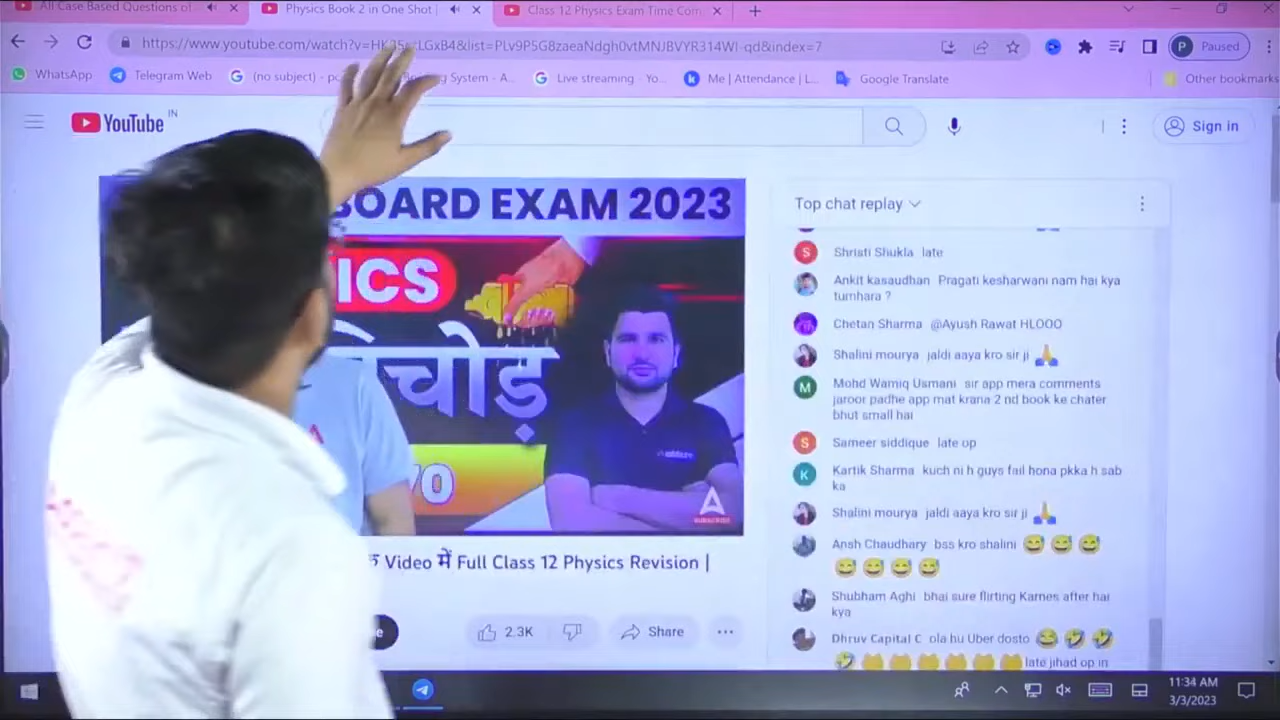 All Case Based Questions of
Physics Book 2 in One Shot
Class 12 Physics Exam Time Com
P Paused
WhatsApp
Telegram Web
(no subject) - pc
System - A...
Live streaming - Yo...
Me | Attendance | L...
Google Translate
Other bookmarks
YouTube IN
Sign in
BOARD EXAM 2023
ICS
चोड़
70
Video में Full Class 12 Physics Revision |
2.3K
Share
Top chat replay
Shristi Shukla late
Ankit kasaudhan Pragati kesharwani nam hai kya
tumhara ?
Chetan Sharma @Ayush Rawat HLOOO
Shalini mourya jaldi aaya kro sir ji 🙏
Mohd Wamiq Usmani sir app mera comments
jaroor padhe app mat krana 2 nd book ke chater
bhut small hai
Sameer siddique late op
Kartik Sharma kuch ni h guys fail hona pkka h sab
ka
Shalini mourya jaldi aaya kro sir ji 🙏
Ansh Chaudhary bss kro shalini 😅 😅 😅
😅 😅 😅 😅
Shubham Aghi bhai sure flirting Karnes after hai
kya
Dhruv Capital C ola hu Uber dosto 😂 🤣 🤣
late jihad op in
11:34 AM
3/3/2023